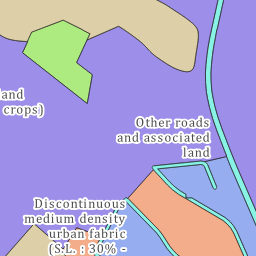 and
crops)
Other roads
and associated
land
Discontinuous
medium density
urban fabric
(S.L. : 30% -